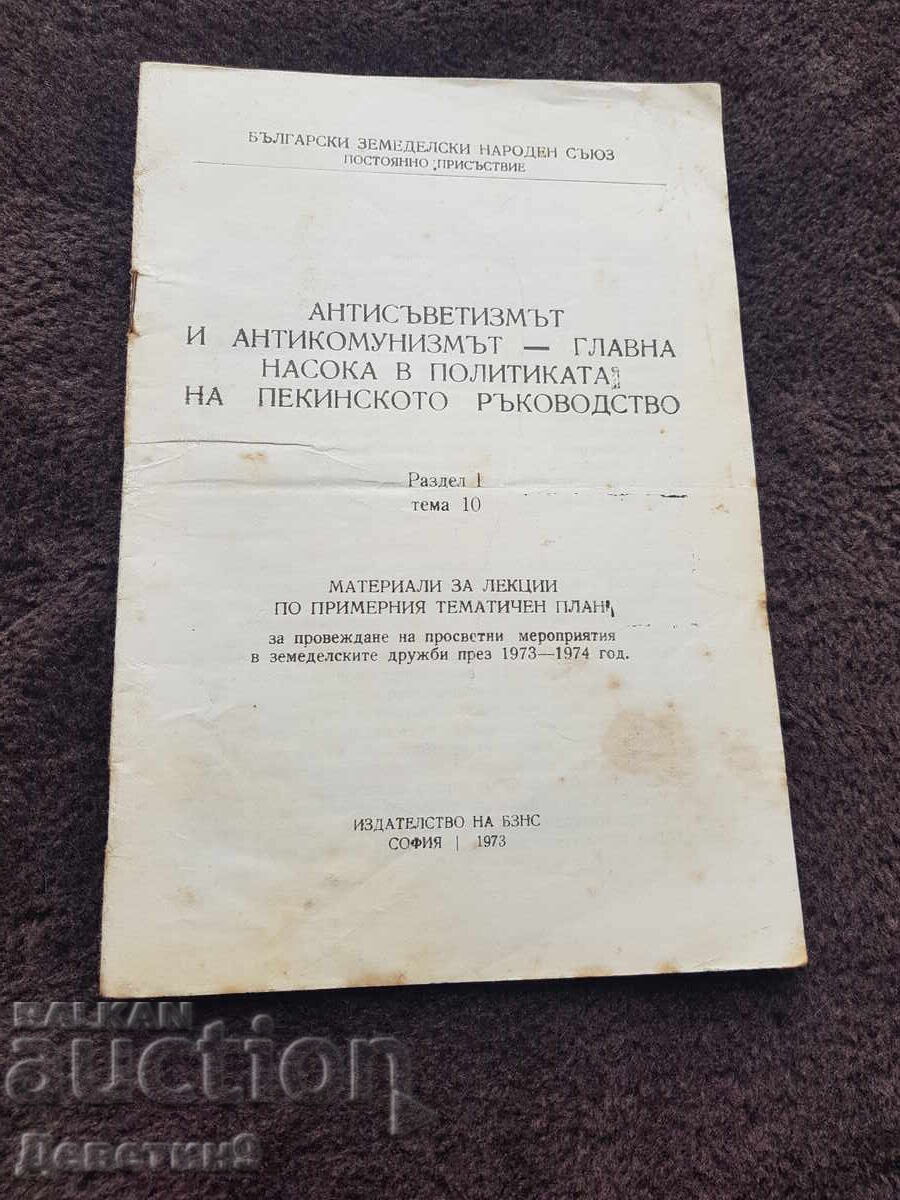 БЪЛГАРСКИ ЗЕМЕДЕЛСКИ НАРОДЕН СЪЮЗ
ПОСТОЯННО ПРИСЪСТВИЕ
АНТИСЪВЕТИЗМЪТ
И АНТИКОМУНИЗМЪТ — ГЛАВНА
НАСОКА В ПОЛИТИКАТА
НА ПЕКИНСКОТО РЪКОВОДСТВО
Раздел I
тема 10
МАТЕРИАЛИ ЗА ЛЕКЦИИ
ПО ПРИМЕРНИЯ ТЕМАТИЧЕН ПЛАН
за провеждане на просветни мероприятия
в земеделските дружби през 1973—1974 год.
ИЗДАТЕЛСТВО НА БЗНС
СОФИЯ | 1973
BALKAN
auction
Деветин9